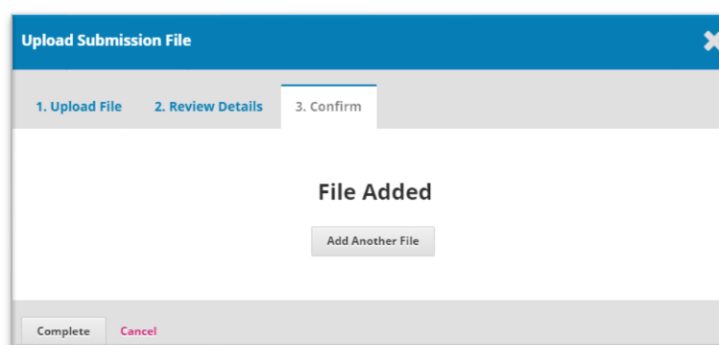 Upload Submission File
1. Upload File 2. Review Details 3. Confirm
File Added
Add Another File
Complete Cancel